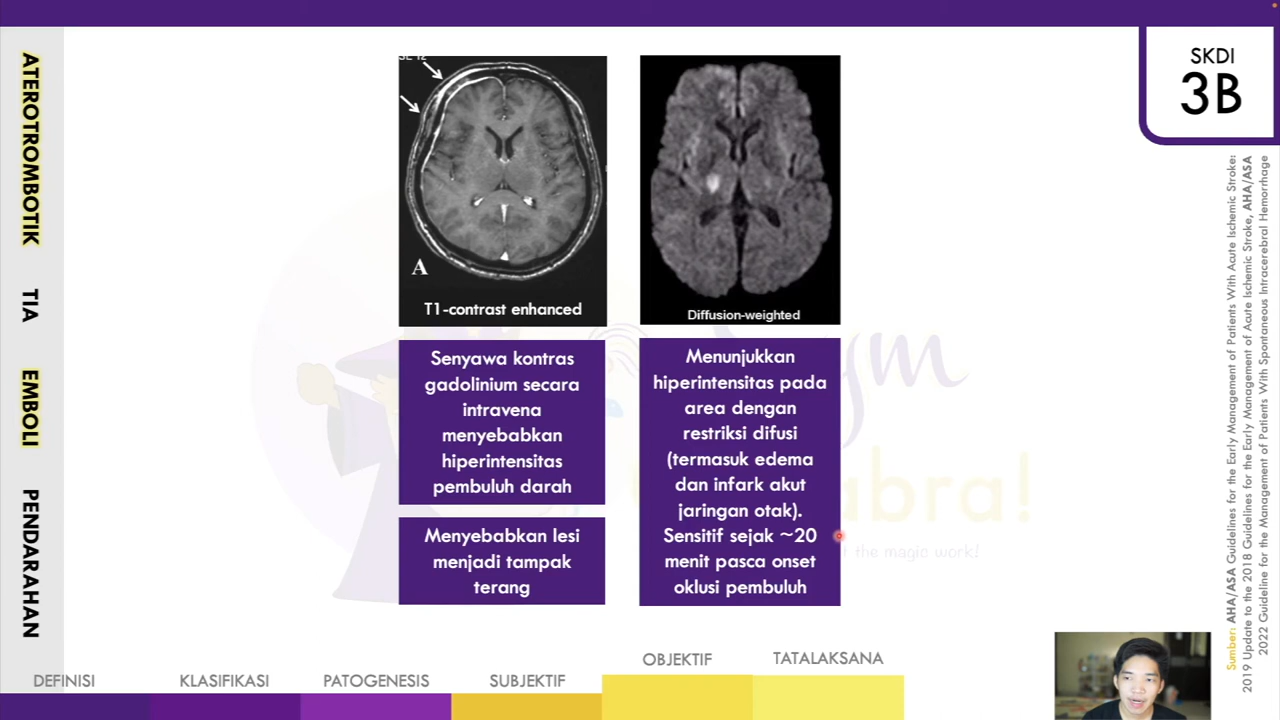 ATEROTROMBOTIK
TIA
EMBOLI
PENDARAHAN
A
T1-contrast enhanced
Diffusion-weighted
Senyawa kontras
gadolinium secara
intravena
menyebabkan
hiperintensitas
pembuluh darah
Menyebabkan lesi
menjadi tampak
terang
Menunjukkan
hiperintensitas pada
area dengan
restriksi difusi
(termasuk edema
dan infark akut
jaringan otak).
Sensitif sejak ~20
menit pasca onset
oklusi pembuluh
abra!
the magic work!
SKDI
3B
Sumber: AHA/ASA Guidelines for the Early Management of Patients With Acute Ischemic Stroke:
2019 Update to the 2018 Guidelines for the Early Management of Acute Ischemic Stroke, AHA/ASA
2022 Guideline for the Management of Patients With Spontaneous Intracerebral Hemorrhage
DEFINISI
KLASIFIKASI
PATOGENESIS
SUBJEKTIF
OBJEKTIF
TATALAKSANA